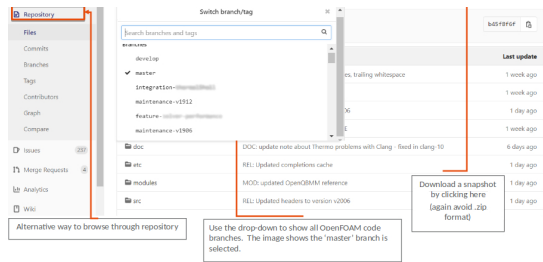 Repository
Files
Commits
Branches
Tags
Contributors
Graph
Compare
Issues 237
Merge Requests 4
Analytics
Wiki
Switch branch/tag
Search branches and tags
Branches
develop
master
integration-
maintenance-v1912
feature-
maintenance-v1906
Last update
es, trailing whitespace 1 week ago
1 week ago
06 1 day ago
1 week ago
doc DOC: update note about Thermo problems with Clang - fixed in clang-10 6 days ago
etc REL: Updated completions cache 1 day ago
modules MOD: updated OpenQBMM reference 1 day ago
src REL: Updated headers to version v2006 1 day ago
Alternative way to browse through repository
Use the drop-down to show all OpenFOAM code
branches. The image shows the 'master' branch is
selected.
Download a snapshot
by clicking here
(again avoid .zip
format)